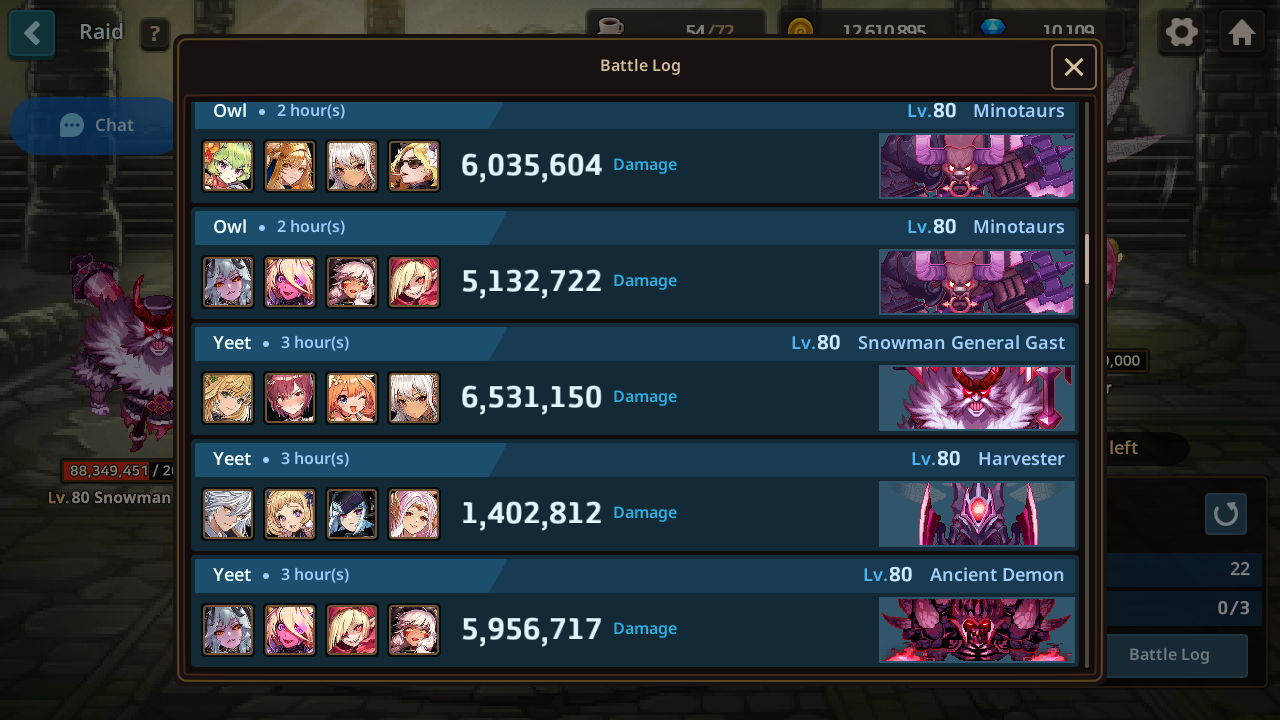 Raid ?
54/72
12,610,895
10,109
Battle Log
Chat
Owl • 2 hour(s) Lv.80 Minotaurs
6,035,604 Damage
Owl • 2 hour(s) Lv.80 Minotaurs
5,132,722 Damage
Yeet • 3 hour(s) Lv.80 Snowman General Gast
6,531,150 Damage
Yeet • 3 hour(s) Lv.80 Harvester
1,402,812 Damage
Yeet • 3 hour(s) Lv.80 Ancient Demon
5,956,717 Damage
88,349,451 / 20
Lv.80 Snowman
0,000
r
left
22
0/3
Battle Log